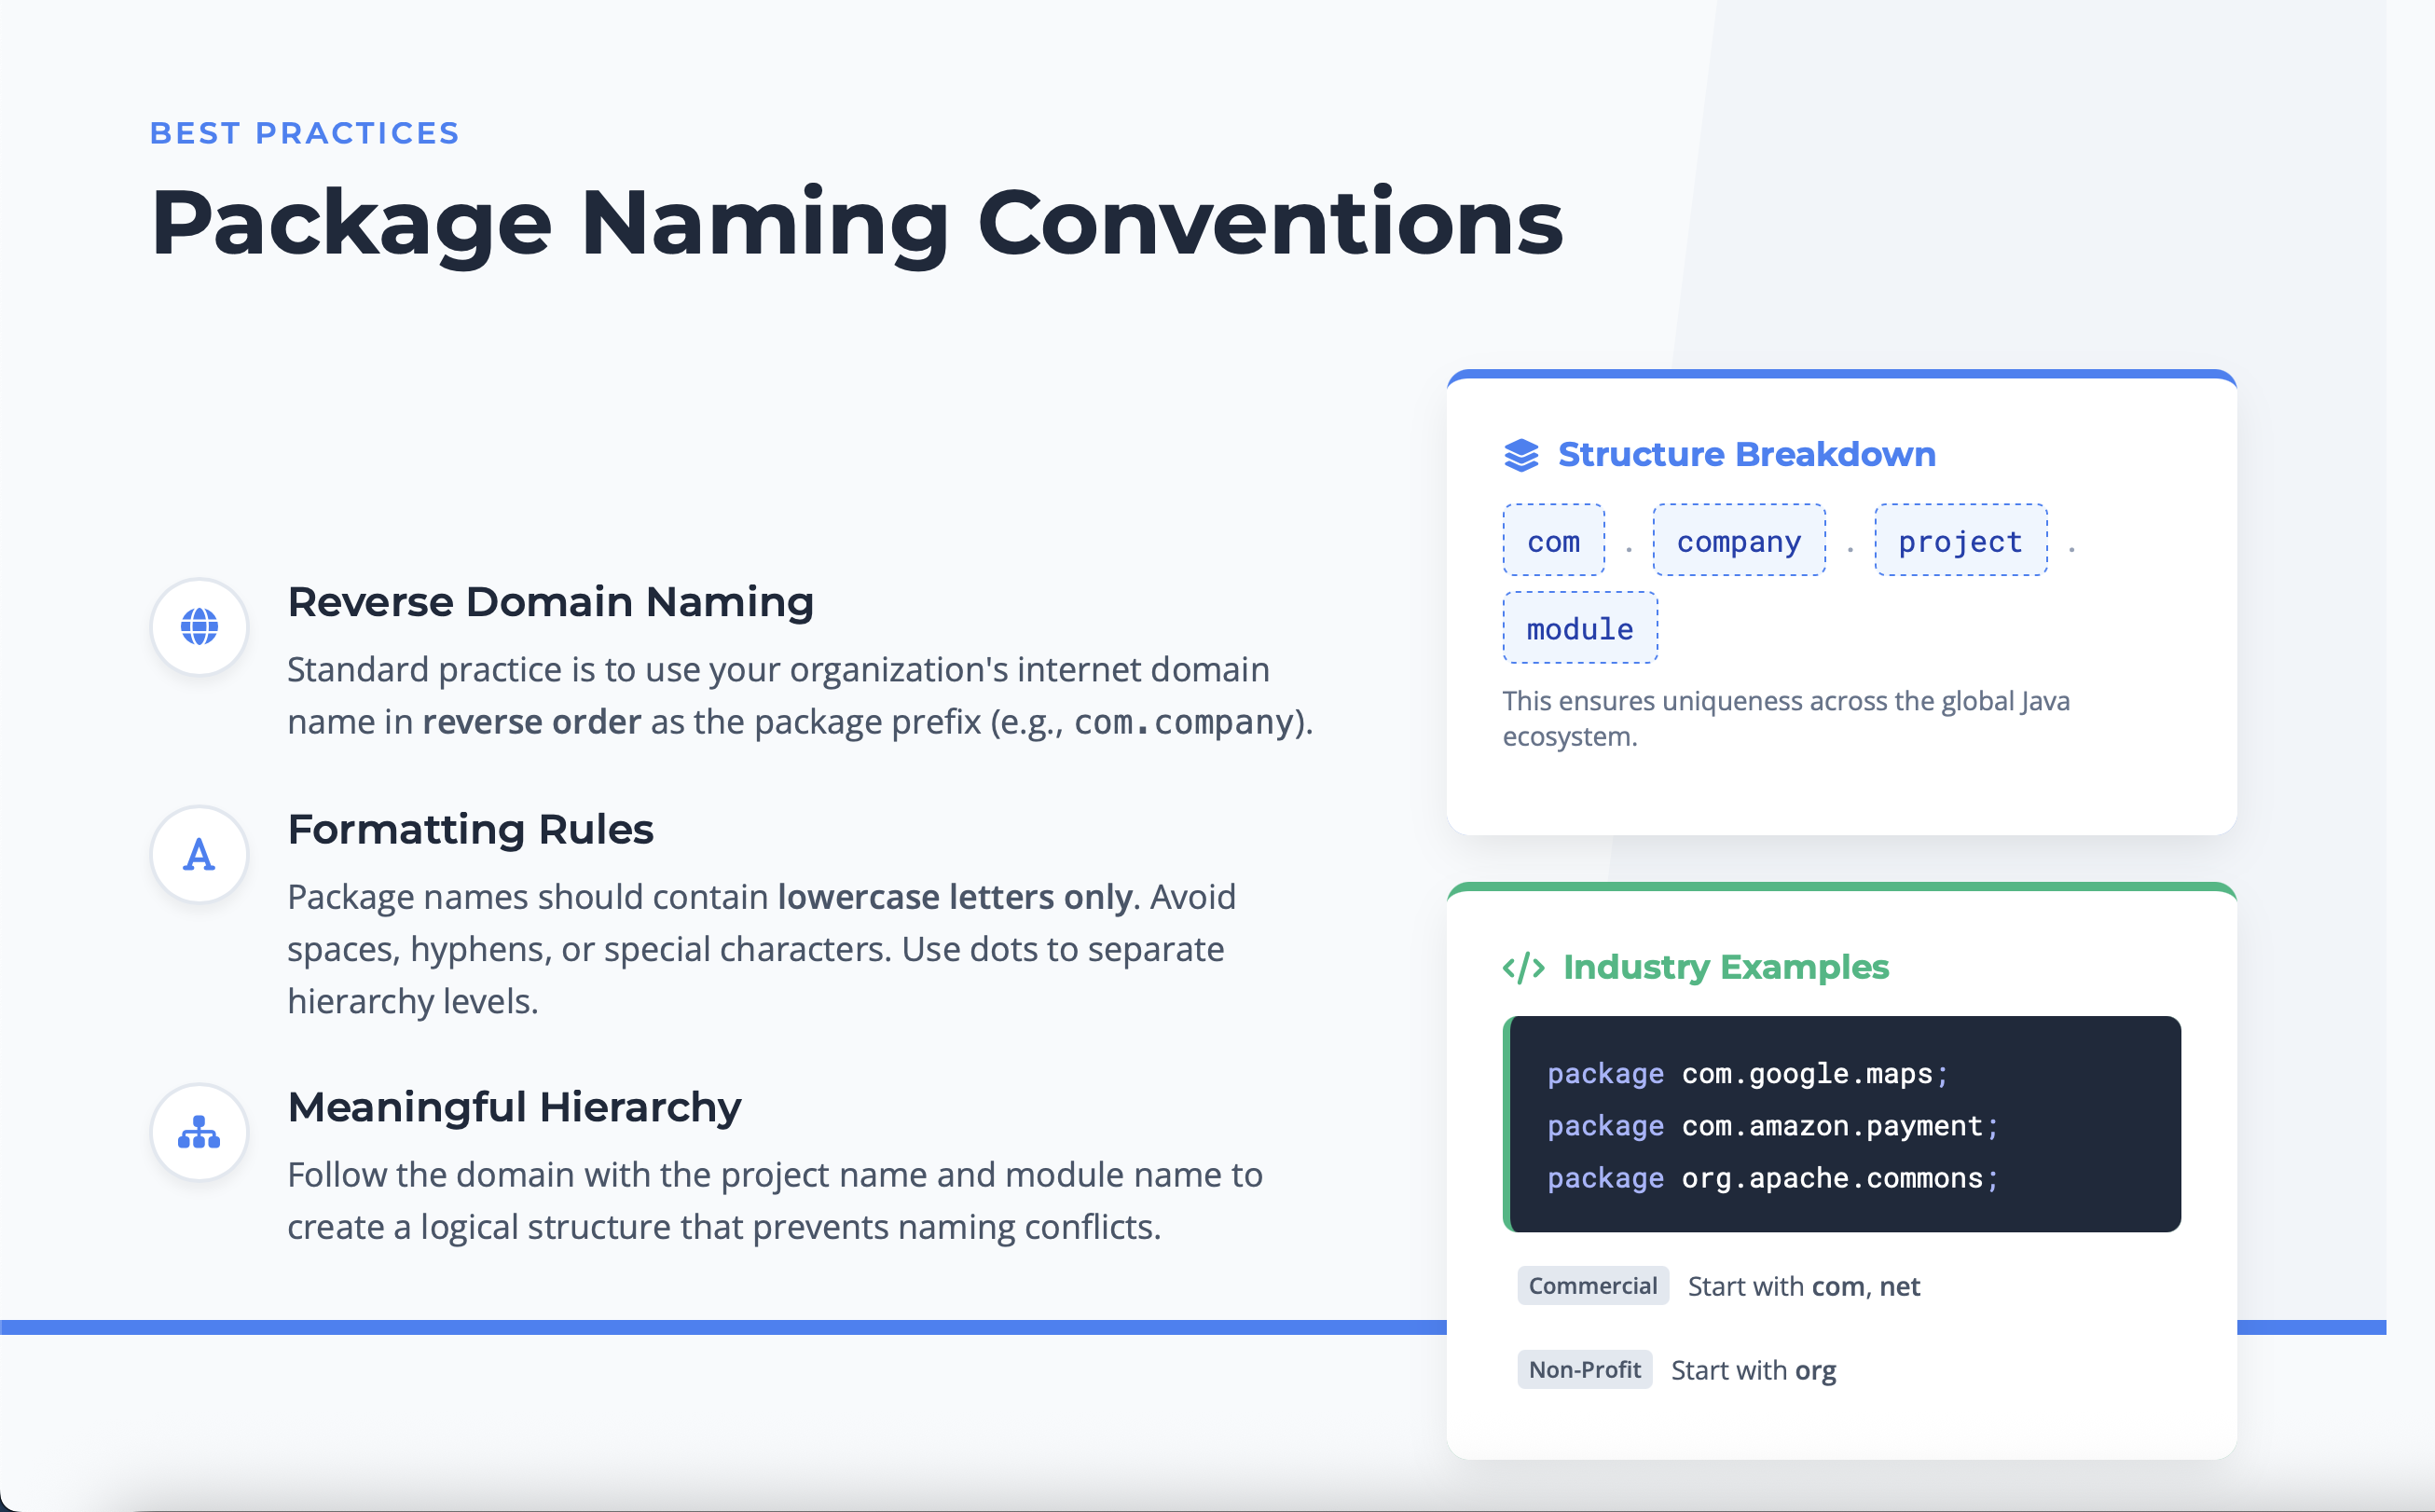 BEST PRACTICES
Package Naming Conventions
Reverse Domain Naming
Standard practice is to use your organization's internet domain
name in reverse order as the package prefix (e.g., com.company).
Formatting Rules
Package names should contain lowercase letters only. Avoid
spaces, hyphens, or special characters. Use dots to separate
hierarchy levels.
Meaningful Hierarchy
Follow the domain with the project name and module name to
create a logical structure that prevents naming conflicts.
Structure Breakdown
com . company . project .
module
This ensures uniqueness across the global Java
ecosystem.
Industry Examples
package com.google.maps;
package com.amazon.payment;
package org.apache.commons;
Commercial Start with com, net
Non-Profit Start with org